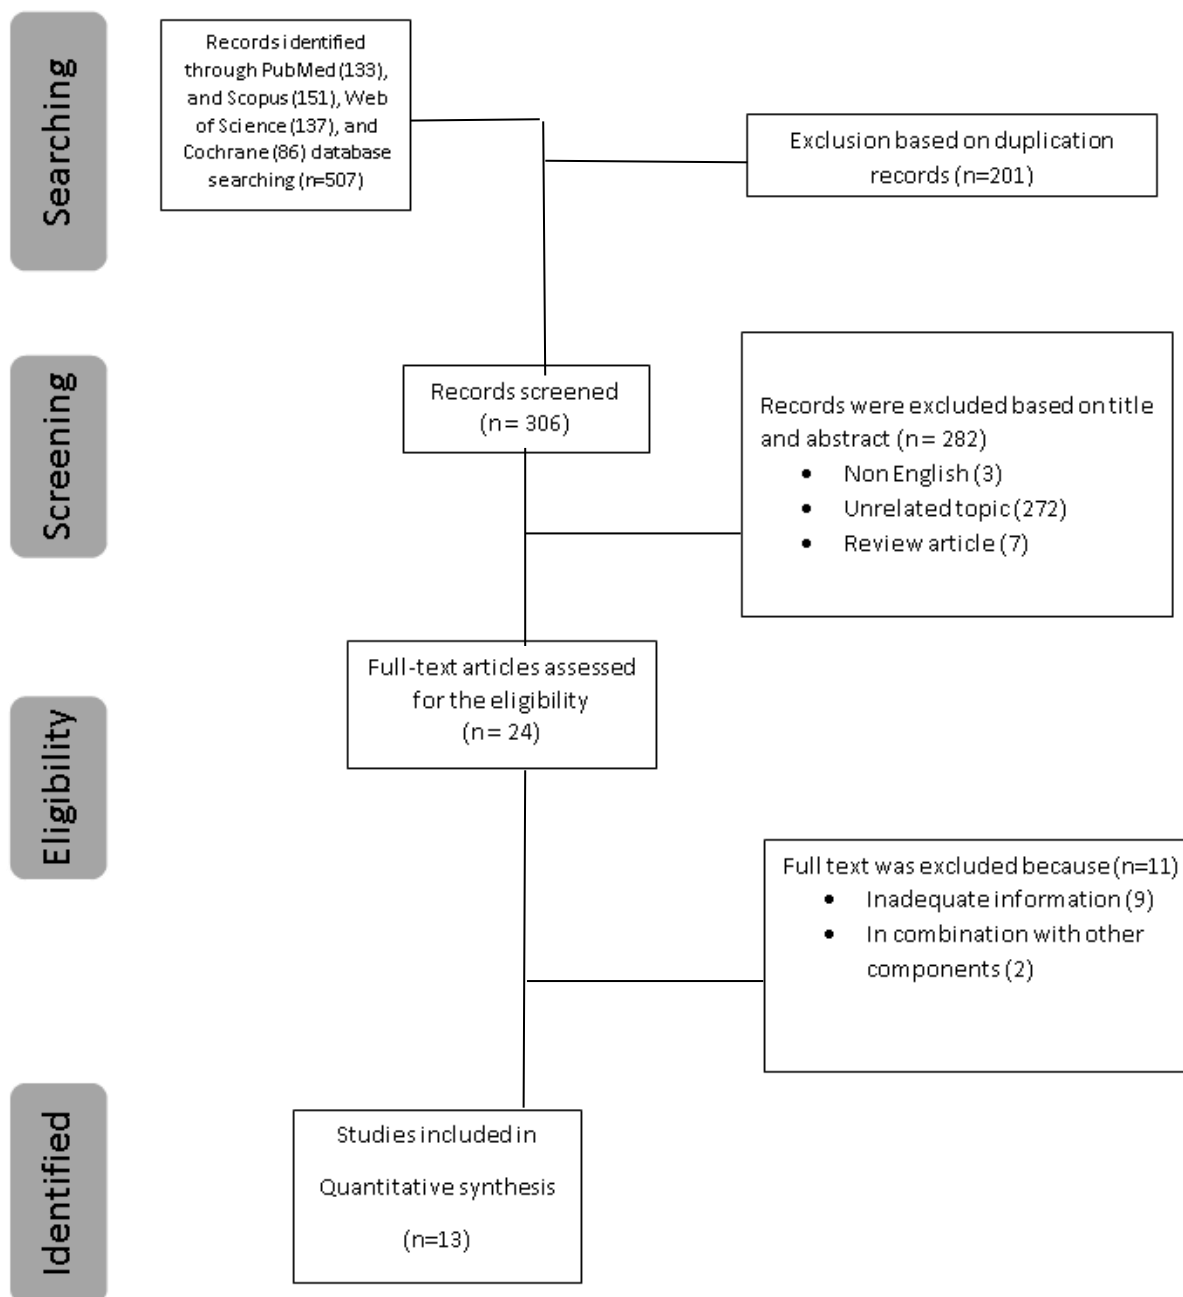 Searching
Records identified
through PubMed (133),
and Scopus (151), Web
of Science (137), and
Cochrane (86) database
searching (n=507)
Exclusion based on duplication
records (n=201)
Screening
Records screened
(n = 306)
Records were excluded based on title
and abstract (n = 282)
• Non English (3)
• Unrelated topic (272)
• Review article (7)
Eligibility
Full-text articles assessed
for the eligibility
(n = 24)
Full text was excluded because (n=11)
• Inadequate information (9)
• In combination with other
components (2)
Identified
Studies included in
Quantitative synthesis
(n=13)